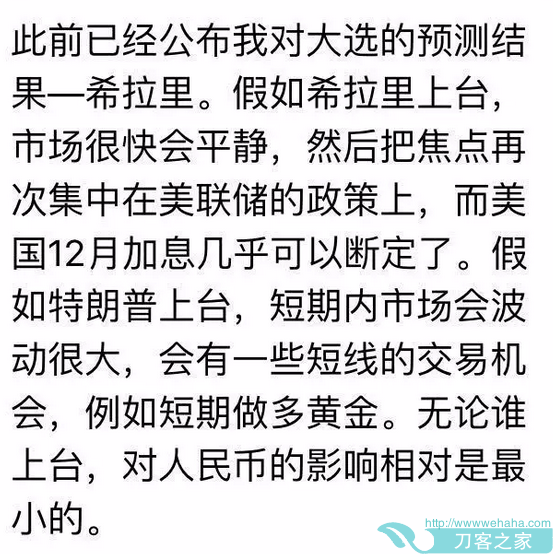 此前已经公布我对大选的预测结
果—希拉里。假如希拉里上台，
市场很快会平静，然后把焦点再
次集中在美联储的政策上，而美
国12月加息几乎可以断定了。假
如特朗普上台，短期内市场会波
动很大，会有一些短线的交易机
会，例如短期做多黄金。无论谁
上台，对人民币的影响相对是最
小的。
http://wwwwehaha.com
刀客之家